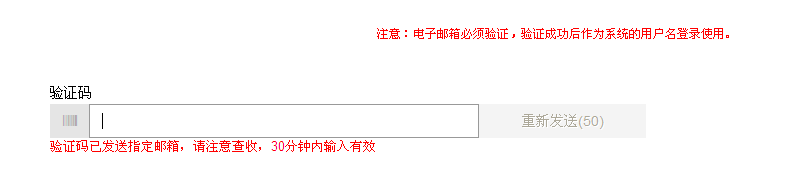 注意：电子邮箱必须验证，验证成功后作为系统的用户名登录使用。
验证码
重新发送(50)
验证码已发送指定邮箱，请注意查收，30分钟内输入有效